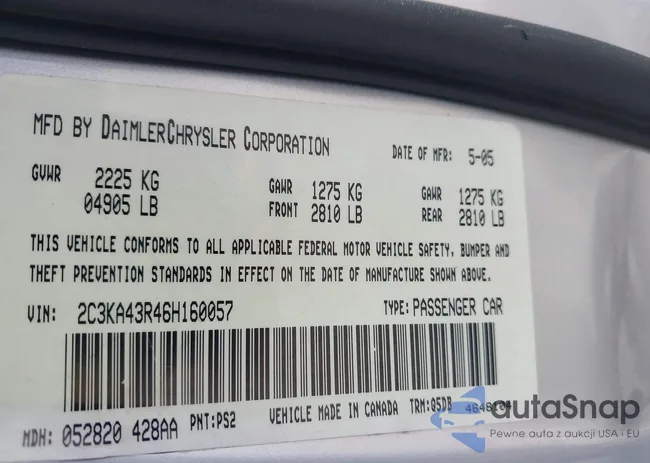 MFD BY DAIMLERCHRYSLER CORPORATION
DATE OF MFR: 5-05
GVWR 2225 KG 04905 LB
GAWR FRONT 1275 KG 2810 LB
GAWR REAR 1275 KG 2810 LB
THIS VEHICLE CONFORMS TO ALL APPLICABLE FEDERAL MOTOR VEHICLE SAFETY, BUMPER AND
THEFT PREVENTION STANDARDS IN EFFECT ON THE DATE OF MANUFACTURE SHOWN ABOVE.
VIN: 2C3KA43R46H160057 TYPE: PASSENGER CAR
MDH: 052820 428AA PNT: PS2 VEHICLE MADE IN CANADA TRM: G5DB
autaSnap
Pewne auta z aukcji USA i EU